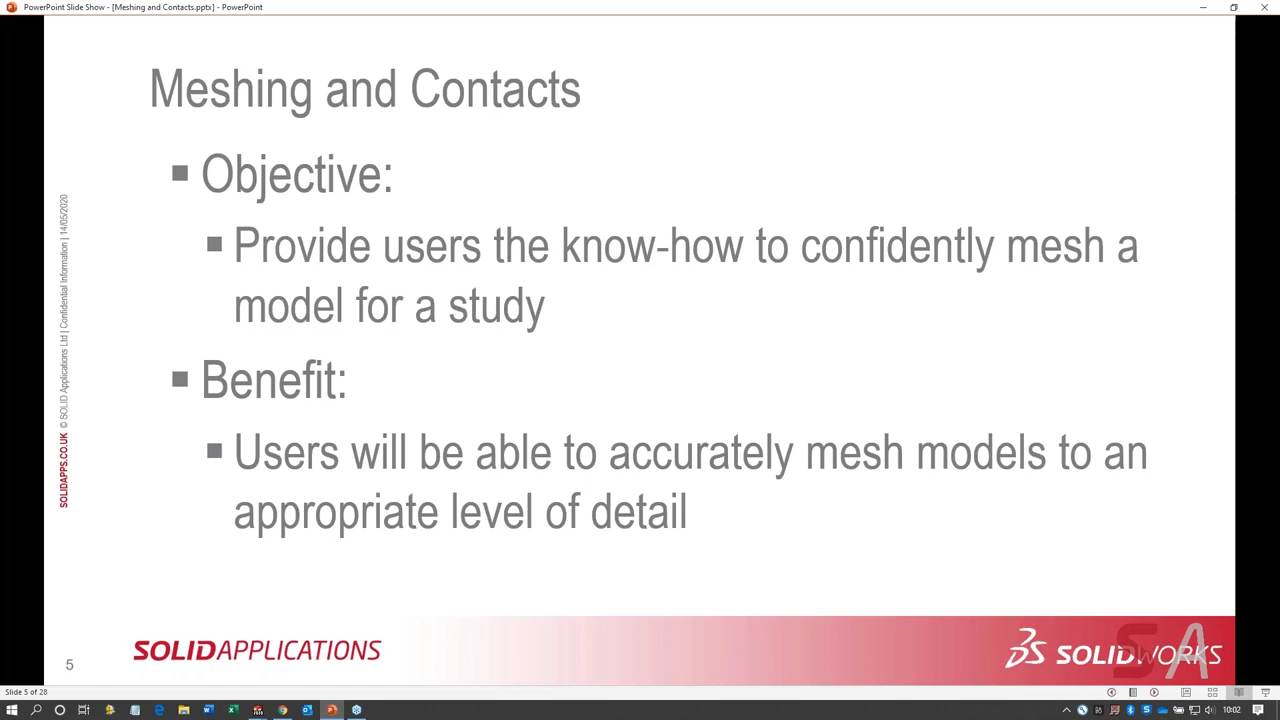 PowerPoint Slide Show - [Meshing and Contacts.pptx] - PowerPoint
Meshing and Contacts
Objective:
Provide users the know-how to confidently mesh a
model for a study
Benefit:
Users will be able to accurately mesh models to an
appropriate level of detail
SOLIDAPPS.CO.UK © SOLID Applications Ltd | Confidential Information | 14/05/2020
5
SOLIDAPPLICATIONS
SOLIDWORKS
SA
Slide 5 of 28
10:02